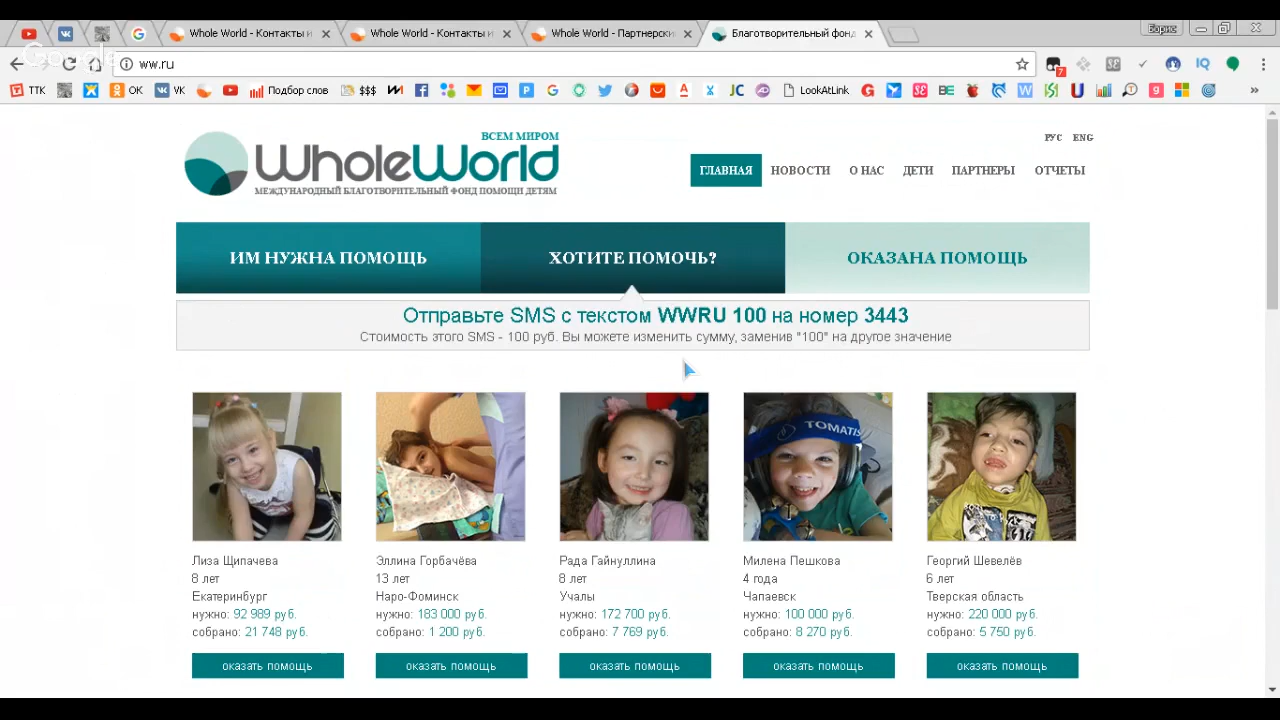 Whole World - Контакты и
Whole World - Контакты и
Whole World - Партнерски
Благотворительный фонд
Борис
Google
ww.ru
7
ТТК
ОК
VK
Подбор слов
$$$
JC
LookAtLink
IQ
ВСЕМ МИРОМ
WholeWorld
МЕЖДУНАРОДНЫЙ БЛАГОТВОРИТЕЛЬНЫЙ ФОНД ПОМОЩИ ДЕТЯМ
РУС ENG
ГЛАВНАЯ НОВОСТИ О НАС ДЕТИ ПАРТНЕРЫ ОТЧЕТЫ
ИМ НУЖНА ПОМОЩЬ
ХОТИТЕ ПОМОЧЬ?
ОКАЗАНА ПОМОЩЬ
Отправьте SMS с текстом WWRU 100 на номер 3443
Стоимость этого SMS - 100 руб. Вы можете изменить сумму, заменив "100" на другое значение
TOMATIS
Лиза Щипачева
8 лет
Екатеринбург
нужно: 92 989 руб.
собрано: 21 748 руб.
оказать помощь
Эллина Горбачёва
13 лет
Наро-Фоминск
нужно: 183 000 руб.
собрано: 1 200 руб.
оказать помощь
Рада Гайнуллина
8 лет
Учалы
нужно: 172 700 руб.
собрано: 7 769 руб.
оказать помощь
Милена Пешкова
4 года
Чапаевск
нужно: 100 000 руб.
собрано: 8 270 руб.
оказать помощь
Георгий Шевелёв
6 лет
Тверская область
нужно: 220 000 руб.
собрано: 5 750 руб.
оказать помощь